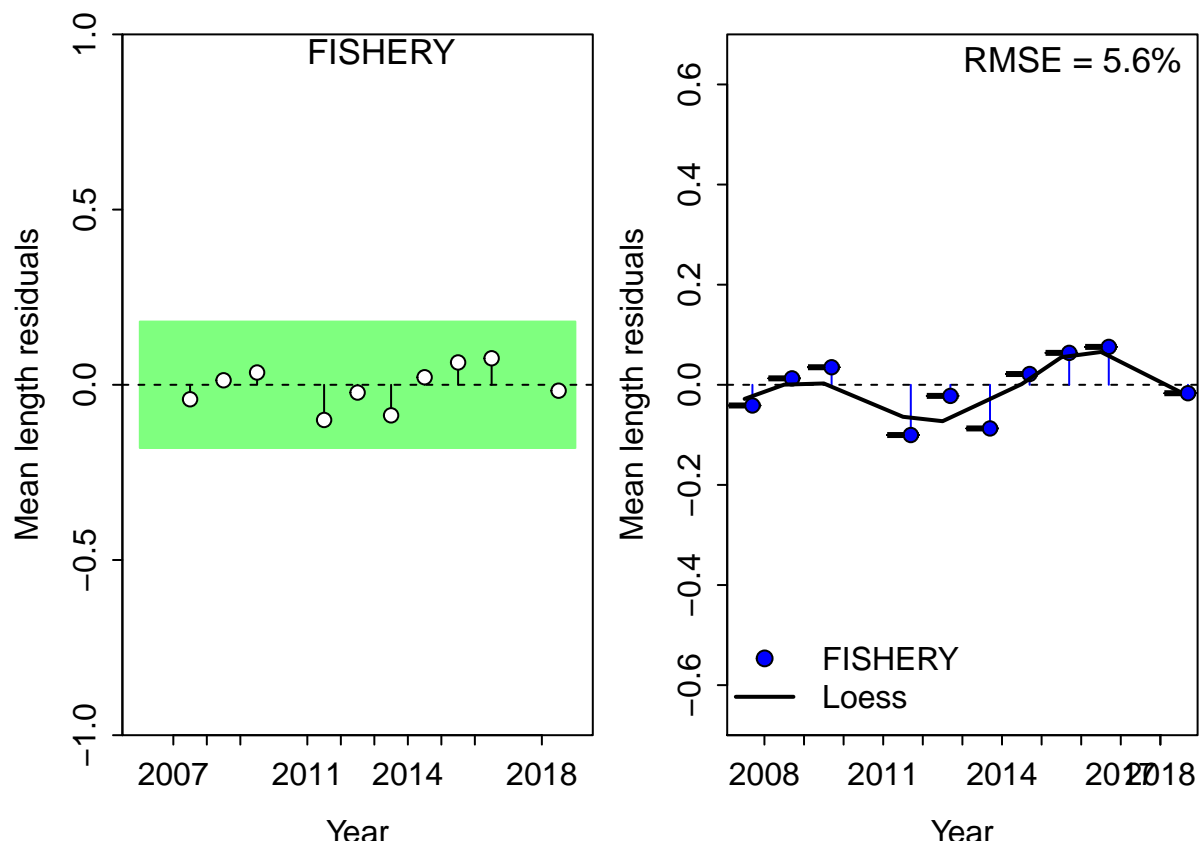 FISHERY
1.0
0.5
0.0
−0.5
−1.0
Mean length residuals
2007 2011 2014 2018
Year
RMSE = 5.6%
0.6
0.4
0.2
0.0
−0.2
−0.4
−0.6
Mean length residuals
FISHERY
Loess
2008 2011 2014 2017 2018
Year